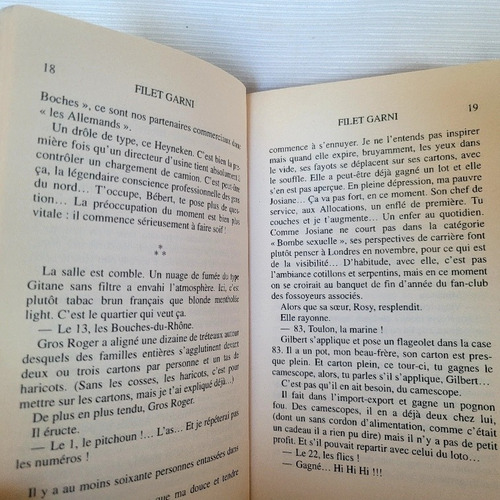 18
FILET GARNI
Boches », ce sont nos partenaires commerciaux donc
« les Allemands ».
Un drôle de type, ce Heyneken. C'est bien la pre-
mière fois qu'un directeur d'usine tient absolument à
contrôler un chargement de camion. C'est peut-être
ça, la légendaire conscience professionnelle des gens
du nord... T'occupe, Bébert, te pose plus de ques-
tion... La préoccupation du moment est bien plus
vitale : il commence sérieusement à faire soif !
*
* *
La salle est comble. Un nuage de fumée du type
Gitane sans filtre a envahi l'atmosphère. Ici, c'est
plutôt tabac brun français que blonde mentholée
light. C'est le quartier qui veut ça.
— Le 13, les Bouches-du-Rhône.
Gros Roger a aligné une dizaine de tréteaux autour
desquels des familles entières s'agglutinent devant
deux ou trois cartons par personne et un tas de
haricots. (Sans les cosses, les haricots, c'est pour
mettre sur les cartons, mais je t'ai expliqué déjà...)
De plus en plus tendu, Gros Roger.
Il éructe.
— Le 1, le pitchoun !... L'as... Et je répéterai pas
les numéros !
Il y a au moins soixante personnes entassées dans
que ma douce et tendre
19
FILET GARNI
commence à s'ennuyer. Je ne l'entends pas inspirer
mais quand elle expire, bruyamment, les yeux dans
le vide, ses fayots se déplacent sur ses cartons, avec
le souffle. Elle a peut-être déjà gagné un lot et elle
s'en est pas aperçue. En pleine dépression, ma pauvre
Josiane... Ça va pas fort, en ce moment. Son chef de
service, aux Allocations, un enflé de première. Tu
couches et je t'augmente... Un enfer au quotidien.
Comme Josiane ne court pas dans la catégorie
« Bombe sexuelle », ses perspectives de carrière font
plutôt penser à Londres en novembre, pour ce qui est
de la visibilité... D'habitude, avec elle, c'est pas
l'ambiance cotillons et serpentins, mais en ce moment
on se croirait au banquet de fin d'année du fan-club
des fossoyeurs associés.
Alors que sa sœur, Rosy, resplendit.
Elle rayonne.
— 83, Toulon, la marine !
Gilbert s'applique et pose un flageolet dans la case
83. Il a un pot, mon beau-frère, son carton est pres-
que plein. Et carton plein, ce tour-ci, tu gagnes le
camescope, alors, tu parles s'il s'applique, Gilbert...
C'est pas qu'il en ait besoin, du camescope.
Il fait dans l'import-export et gagne un pognon
fou. Des camescopes, il en a déjà deux chez lui,
dont un sans cordon d'alimentation, comme c'était
un cadeau il a rien pu dire) mais il n'y a pas de petit
profit. Et s'il pouvait repartir avec celui du loto...
— Le 22, les flics !
— Gagné... Hi Hi Hi !!!